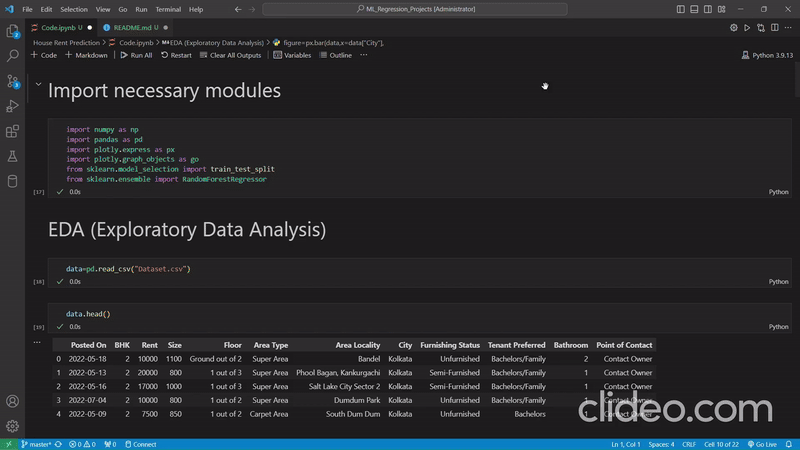 File Edit Selection View Go Run ···
ML_Regression_Projects [Administrator]
Code.ipynb
README.md
House Rent Prediction > Code.ipynb > EDA (Exploratory Data Analysis) > figure=px.bar(data,x=data["City"],
+ Code + Markdown Run All Restart Clear All Outputs Variables Outline ···
Python 3.9.13
Import necessary modules
import numpy as np
import pandas as pd
import plotly.express as px
import plotly.graph_objects as go
from sklearn.model_selection import train_test_split
from sklearn.ensemble import RandomForestRegressor
[17] 0.0s Python
EDA (Exploratory Data Analysis)
data=pd.read_csv("Dataset.csv")
[18] 0.0s Python
data.head()
[19] 0.0s Python
Posted On BHK Rent Size Floor Area Type Area Locality City Furnishing Status Tenant Preferred Bathroom Point of Contact
0 2022-05-18 2 10000 1100 Ground out of 2 Super Area Bandel Kolkata Unfurnished Bachelors/Family 2 Contact Owner
1 2022-05-13 2 20000 800 1 out of 3 Super Area Phool Bagan, Kankurgachi Kolkata Semi-Furnished Bachelors/Family 1 Contact Owner
2 2022-05-16 2 17000 1000 1 out of 3 Super Area Salt Lake City Sector 2 Kolkata Semi-Furnished Bachelors/Family 1 Contact Owner
3 2022-07-04 2 10000 800 1 out of 2 Super Area Dumdum Park Kolkata Unfurnished Bachelors/Family 1 Contact Owner
4 2022-05-09 2 7500 850 1 out of 2 Carpet Area South Dum Dum Kolkata Unfurnished Bachelors 1 Contact Owner
clideo.com
master* 0 0 0 Connect
Ln 1, Col 1 Spaces: 4 CRLF Cell 10 of 22 Go Live